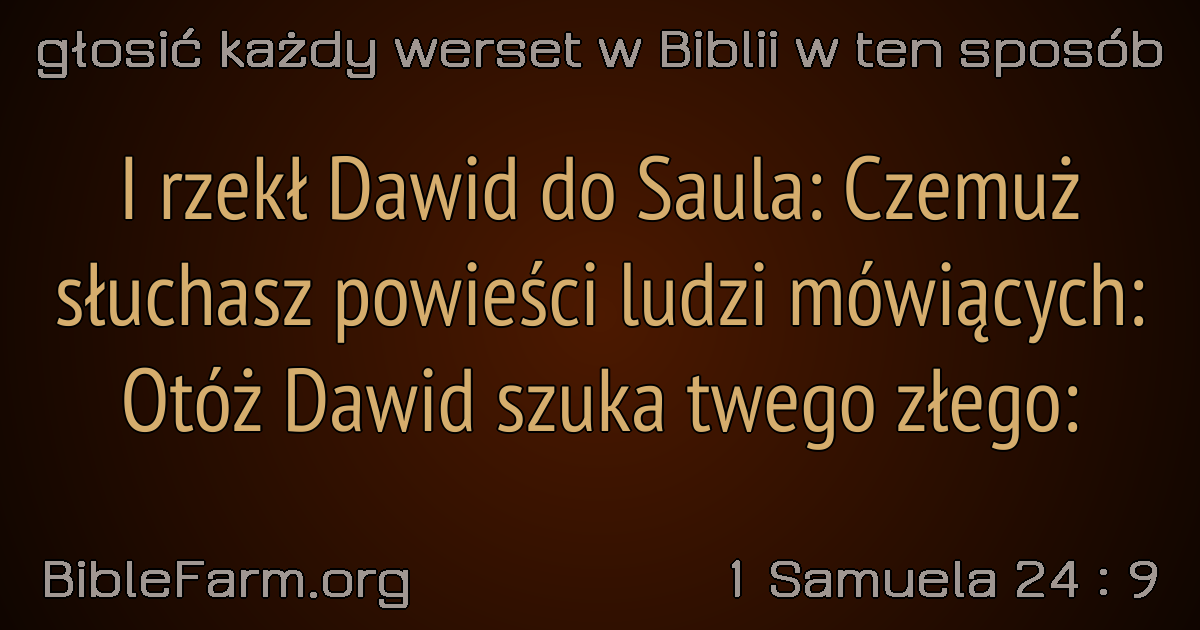 głosić każdy werset w Biblii w ten sposób
I rzekł Dawid do Saula: Czemuż
słuchasz powieści ludzi mówiących:
Otóż Dawid szuka twego złego:
BibleFarm.org
1 Samuela 24 : 9